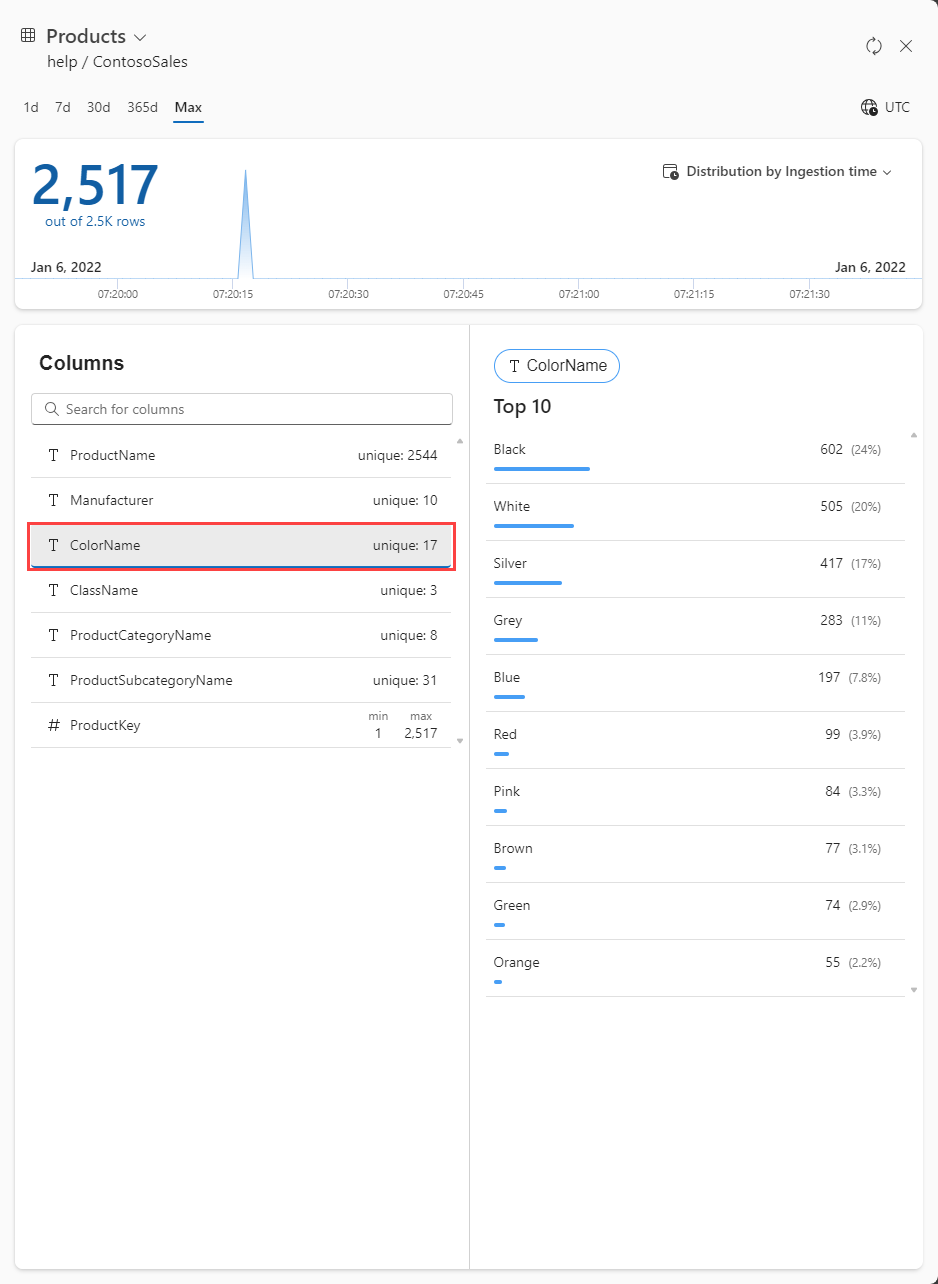 Products
help / ContosoSales
1d 7d 30d 365d Max
UTC
2,517
out of 2.5K rows
Distribution by Ingestion time
Jan 6, 2022
Jan 6, 2022
07:20:00 07:20:15 07:20:30 07:20:45 07:21:00 07:21:15 07:21:30
Columns
Search for columns
T ProductName unique: 2544
T Manufacturer unique: 10
T ColorName unique: 17
T ClassName unique: 3
T ProductCategoryName unique: 8
T ProductSubcategoryName unique: 31
min max
# ProductKey 1 2,517
T ColorName
Top 10
Black 602 (24%)
White 505 (20%)
Silver 417 (17%)
Grey 283 (11%)
Blue 197 (7.8%)
Red 99 (3.9%)
Pink 84 (3.3%)
Brown 77 (3.1%)
Green 74 (2.9%)
Orange 55 (2.2%)